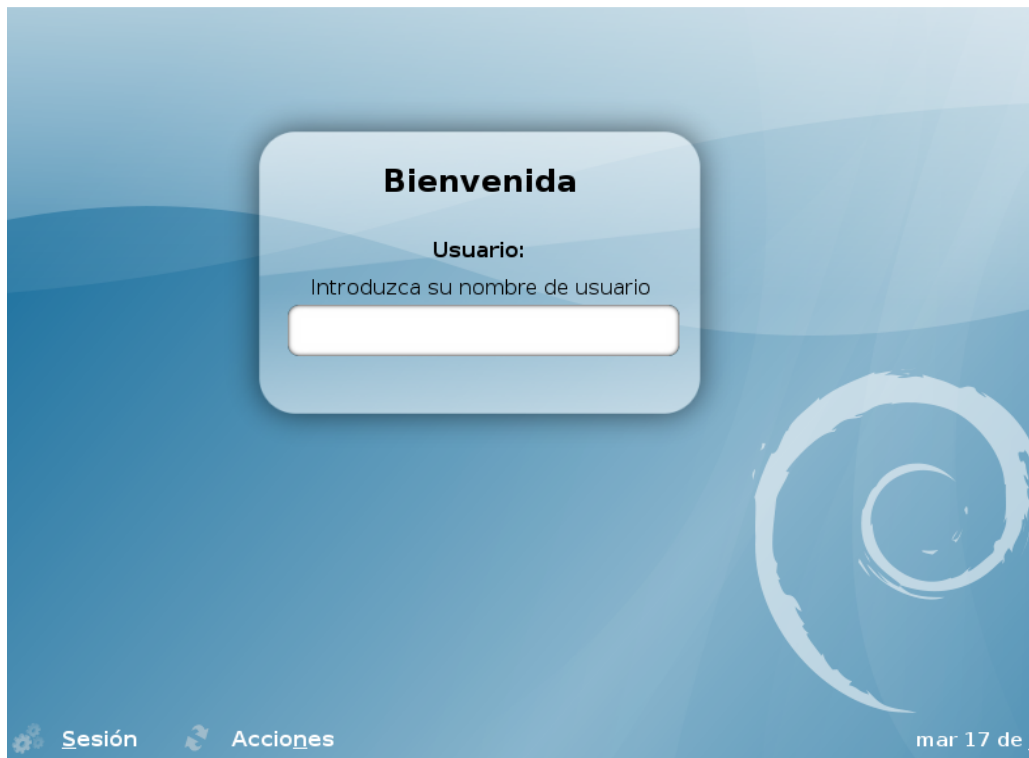 Bienvenida
Usuario:
Introduzca su nombre de usuario
Sesión
Acciones
mar 17 de